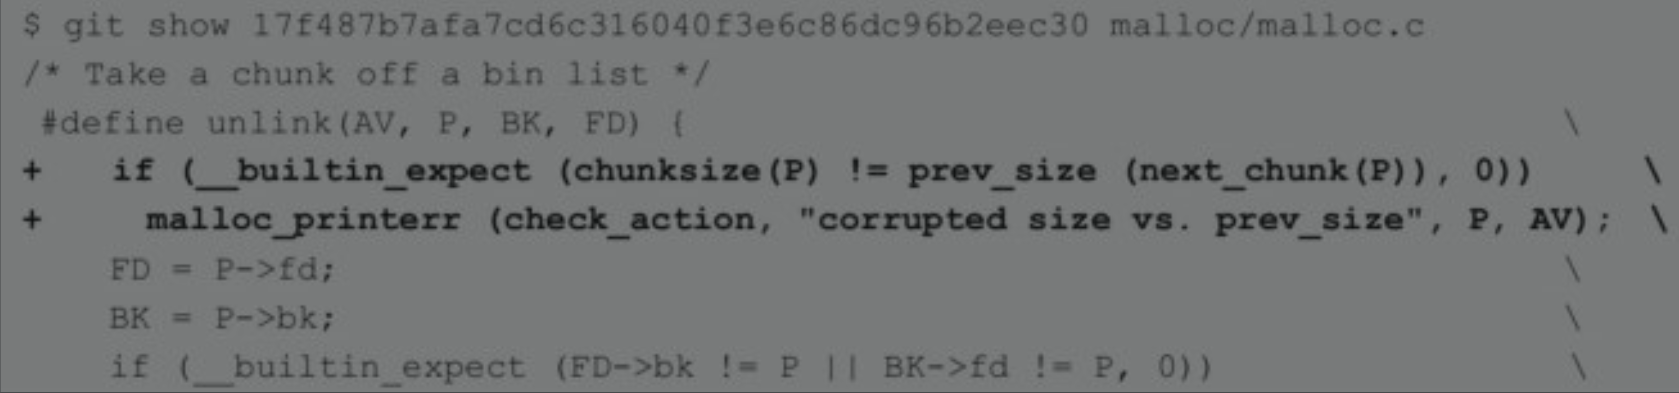 $ git show 17f487b7afa7cd6c316040f3e6c86dc96b2eec30 malloc/malloc.c
/* Take a chunk off a bin list */
#define unlink(AV, P, BK, FD) { \
+ if (__builtin_expect (chunksize(P) != prev_size (next_chunk(P)), 0)) \
+ malloc_printerr (check_action, "corrupted size vs. prev_size", P, AV); \
FD = P->fd; \
BK = P->bk; \
if (__builtin_expect (FD->bk != P || BK->fd != P, 0)) \